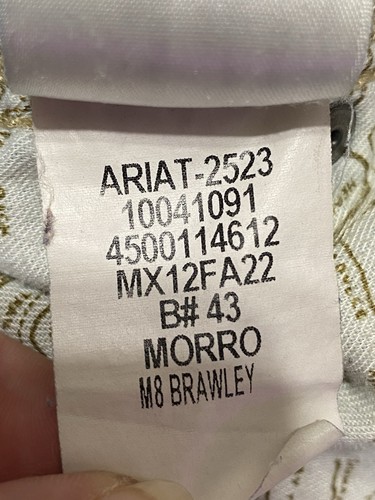 ARIAT-2523
10041091
4500114612
MX12FA22
B# 43
MORRO
M8 BRAWLEY